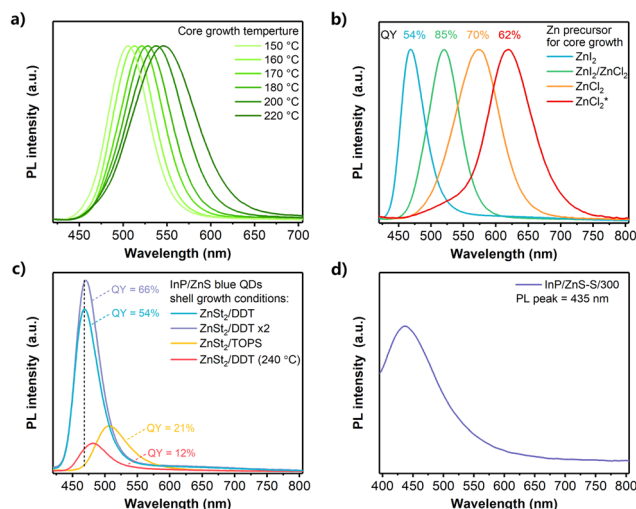 a)
Core growth temperture
150 °C
160 °C
170 °C
180 °C
200 °C
220 °C
PL intensity (a.u.)
420 450 500 550 600 650 700
Wavelength (nm)
b)
QY 54% 85% 70% 62%
Zn precursor
for core growth
ZnI₂
ZnI₂/ZnCl₂
ZnCl₂
ZnCl₂*
PL intensity (a.u.)
420 450 500 550 600 650 700 750 800
Wavelength (nm)
c)
QY = 66%
QY = 54%
InP/ZnS blue QDs
shell growth conditions:
ZnSt₂/DDT
ZnSt₂/DDT x2
ZnSt₂/TOPS
ZnSt₂/DDT (240 °C)
QY = 21%
QY = 12%
PL intensity (a.u.)
420 450 500 550 600 650 700 750 800
Wavelength (nm)
d)
InP/ZnS-S/300
PL peak = 435 nm
PL intensity (a.u.)
400 450 500 550 600 650 700 750 800
Wavelength (nm)